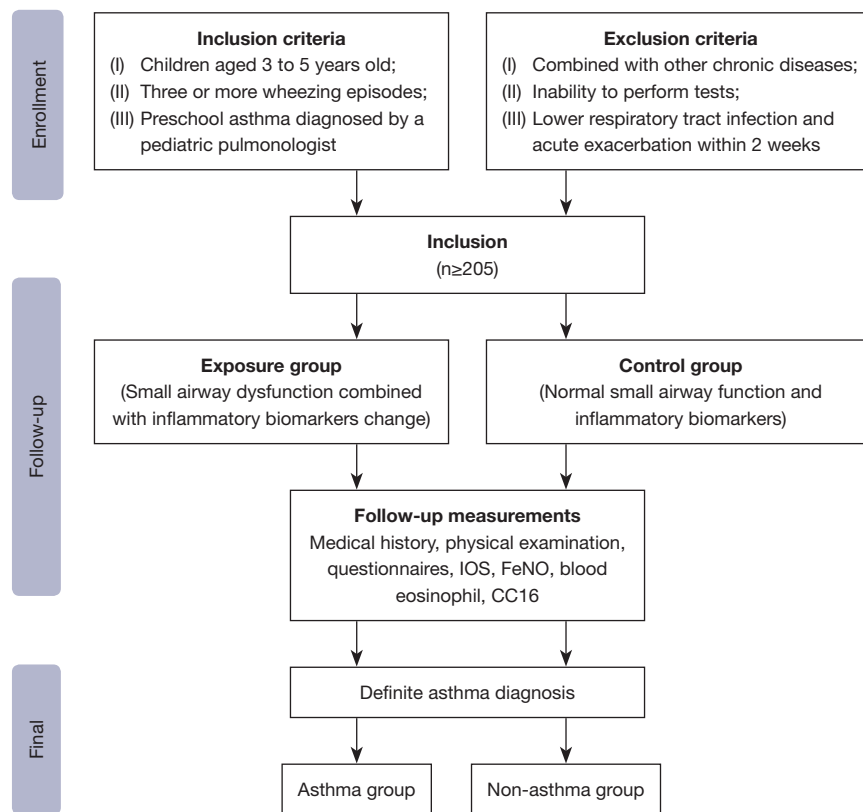 Enrollment
Inclusion criteria
(I) Children aged 3 to 5 years old;
(II) Three or more wheezing episodes;
(III) Preschool asthma diagnosed by a
pediatric pulmonologist
Exclusion criteria
(I) Combined with other chronic diseases;
(II) Inability to perform tests;
(III) Lower respiratory tract infection and
acute exacerbation within 2 weeks
Inclusion
(n≥205)
Follow-up
Exposure group
(Small airway dysfunction combined
with inflammatory biomarkers change)
Control group
(Normal small airway function and
inflammatory biomarkers)
Follow-up measurements
Medical history, physical examination,
questionnaires, IOS, FeNO, blood
eosinophil, CC16
Final
Definite asthma diagnosis
Asthma group
Non-asthma group